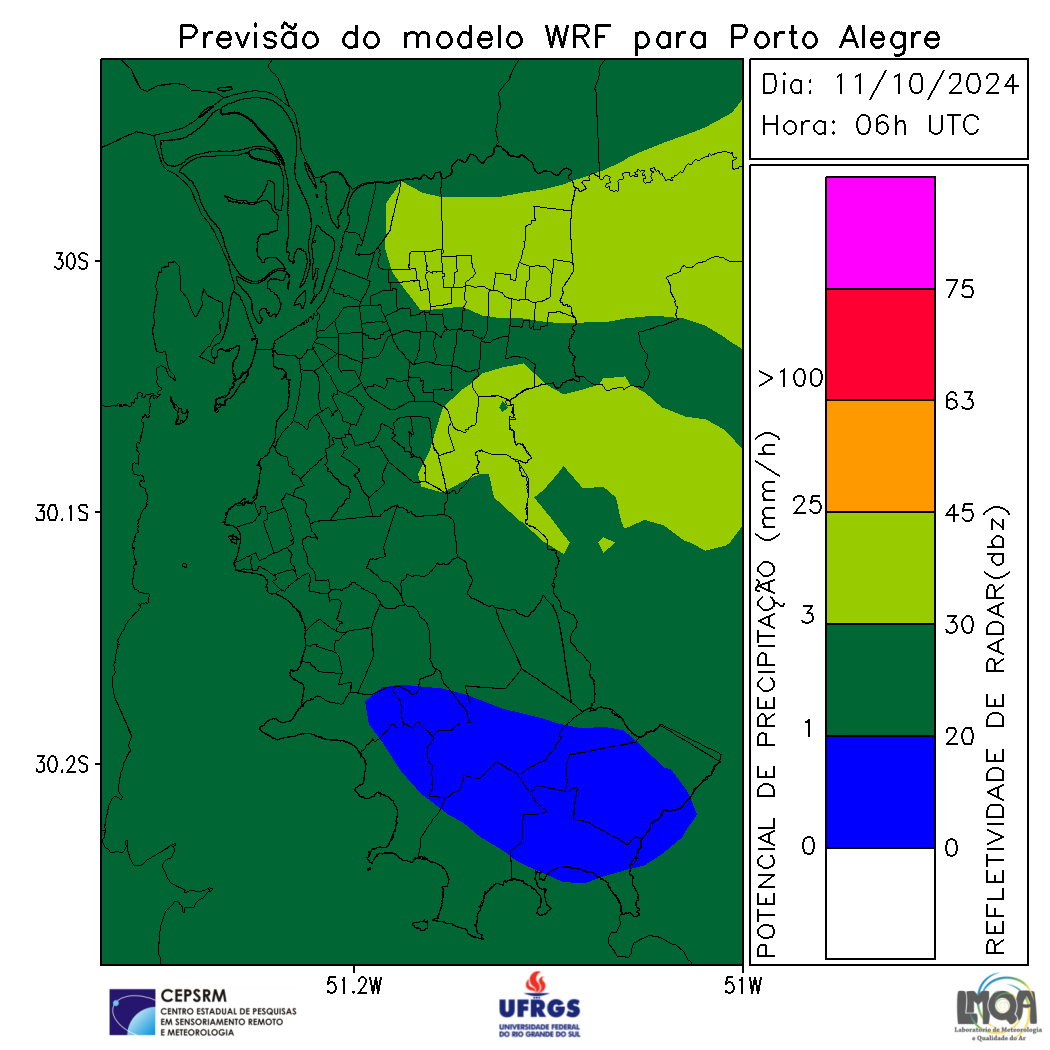 Previsão do modelo WRF para Porto Alegre
Dia: 11/10/2024
Hora: 06h UTC
30S
30.1S
30.2S
51.2W
51W
POTENCIAL DE PRECIPITAÇÃO (mm/h)
>100
25
3
1
0
75
63
45
30
20
0
REFLETIVIDADE DE RADAR(dbz)
CEPSRM
CENTRO ESTADUAL DE PESQUISAS
EM SENSORIAMENTO REMOTO
E METEOROLOGIA
UFRGS
UNIVERSIDADE FEDERAL
DO RIO GRANDE DO SUL
LMQA
Laboratório de Meteorologia
e Qualidade do Ar